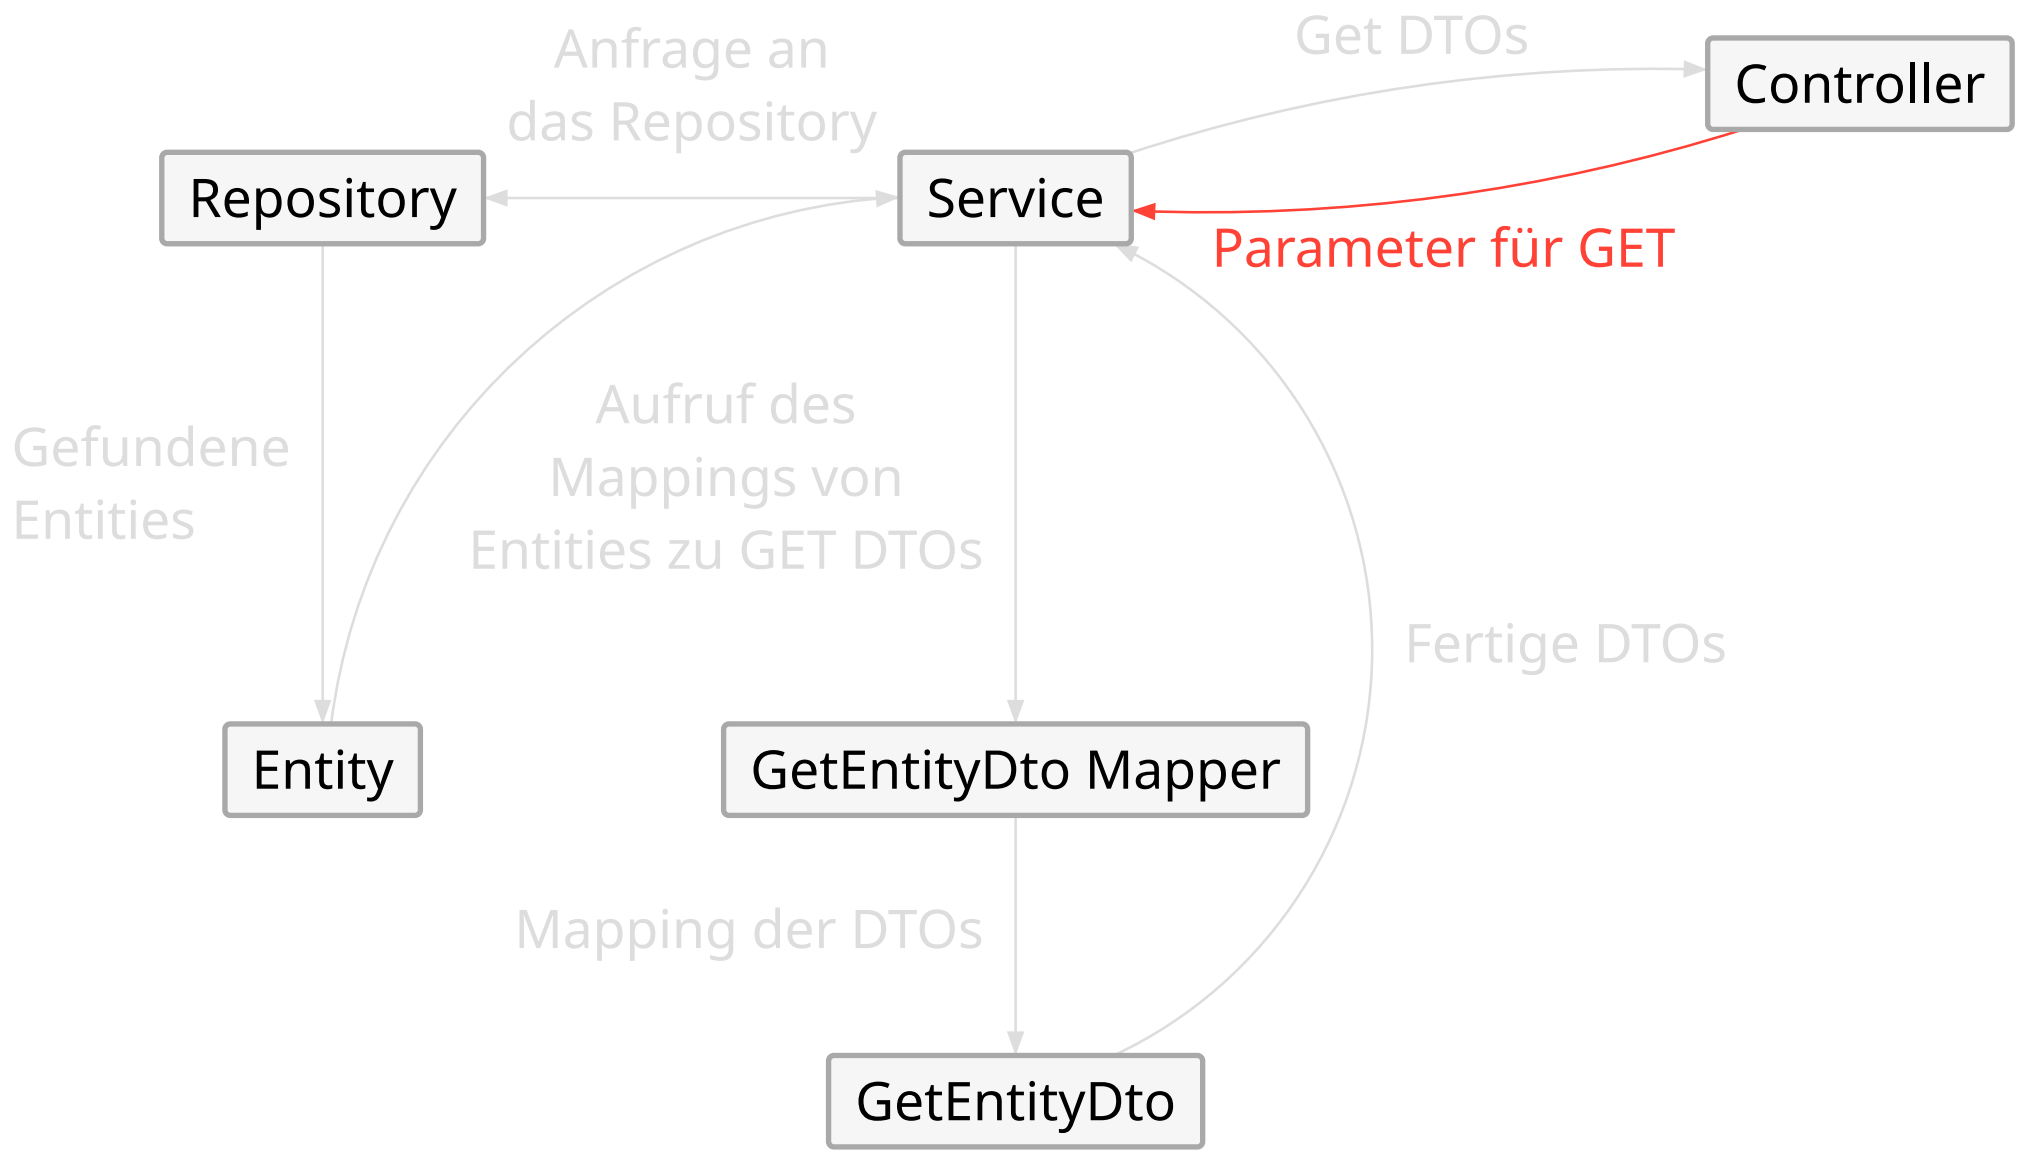 Get DTOs
Anfrage an
das Repository
Controller
Repository
Service
Parameter für GET
Aufruf des
Mappings von
Entities zu GET DTOs
Gefundene
Entities
Fertige DTOs
Entity
GetEntityDto Mapper
Mapping der DTOs
GetEntityDto